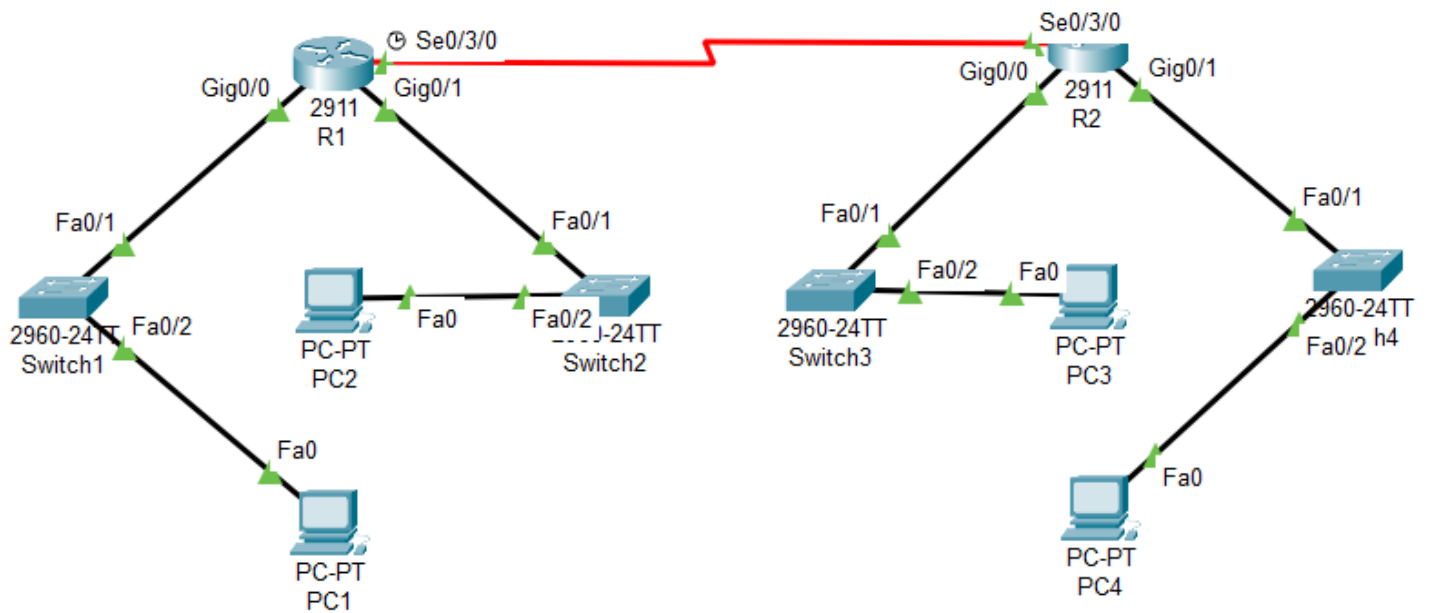 Se0/3/0
Se0/3/0
Gig0/0
Gig0/1
2911
R1
Gig0/0
Gig0/1
2911
R2
Fa0/1
Fa0/1
Fa0/1
Fa0/1
2960-24TT
Switch1
Fa0/2
Fa0
PC-PT
PC2
Fa0/2
-24TT
Switch2
2960-24TT
Switch3
Fa0/2
Fa0
PC-PT
PC3
2960-24TT
h4
Fa0/2
Fa0
PC-PT
PC1
Fa0
PC-PT
PC4